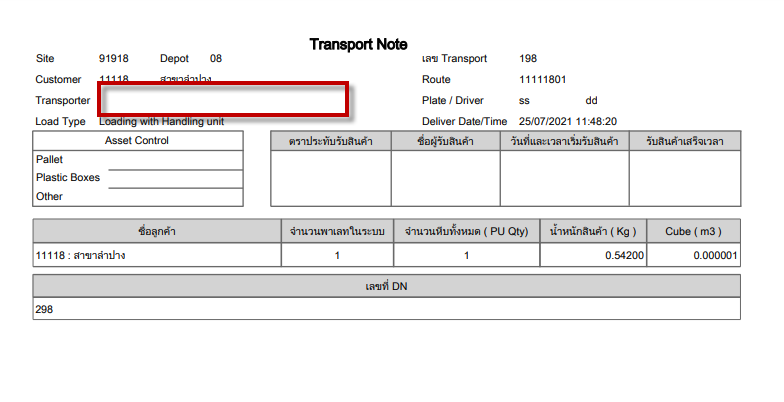 Transport Note
Site 91918 Depot 08 เลข Transport 198
Customer 11118 สาขาลำปาง Route 11111801
Transporter Plate / Driver ss dd
Load Type Loading with Handling unit Deliver Date/Time 25/07/2021 11:48:20
Asset Control ตราประทับรับสินค้า ชื่อผู้รับสินค้า วันที่และเวลาเริ่มรับสินค้า รับสินค้าเสร็จเวลา
Pallet
Plastic Boxes
Other
ชื่อลูกค้า จำนวนพาเลทในระบบ จำนวนหีบทั้งหมด ( PU Qty) น้ำหนักสินค้า ( Kg ) Cube ( m3 )
11118 : สาขาลำปาง 1 1 0.54200 0.000001
เลขที่ DN
298